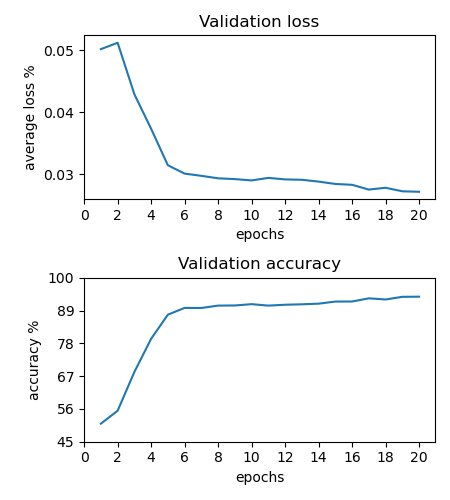 Validation loss
average loss %
0.05
0.04
0.03
0 2 4 6 8 10 12 14 16 18 20
epochs
Validation accuracy
accuracy %
100
89
78
67
56
45
0 2 4 6 8 10 12 14 16 18 20
epochs